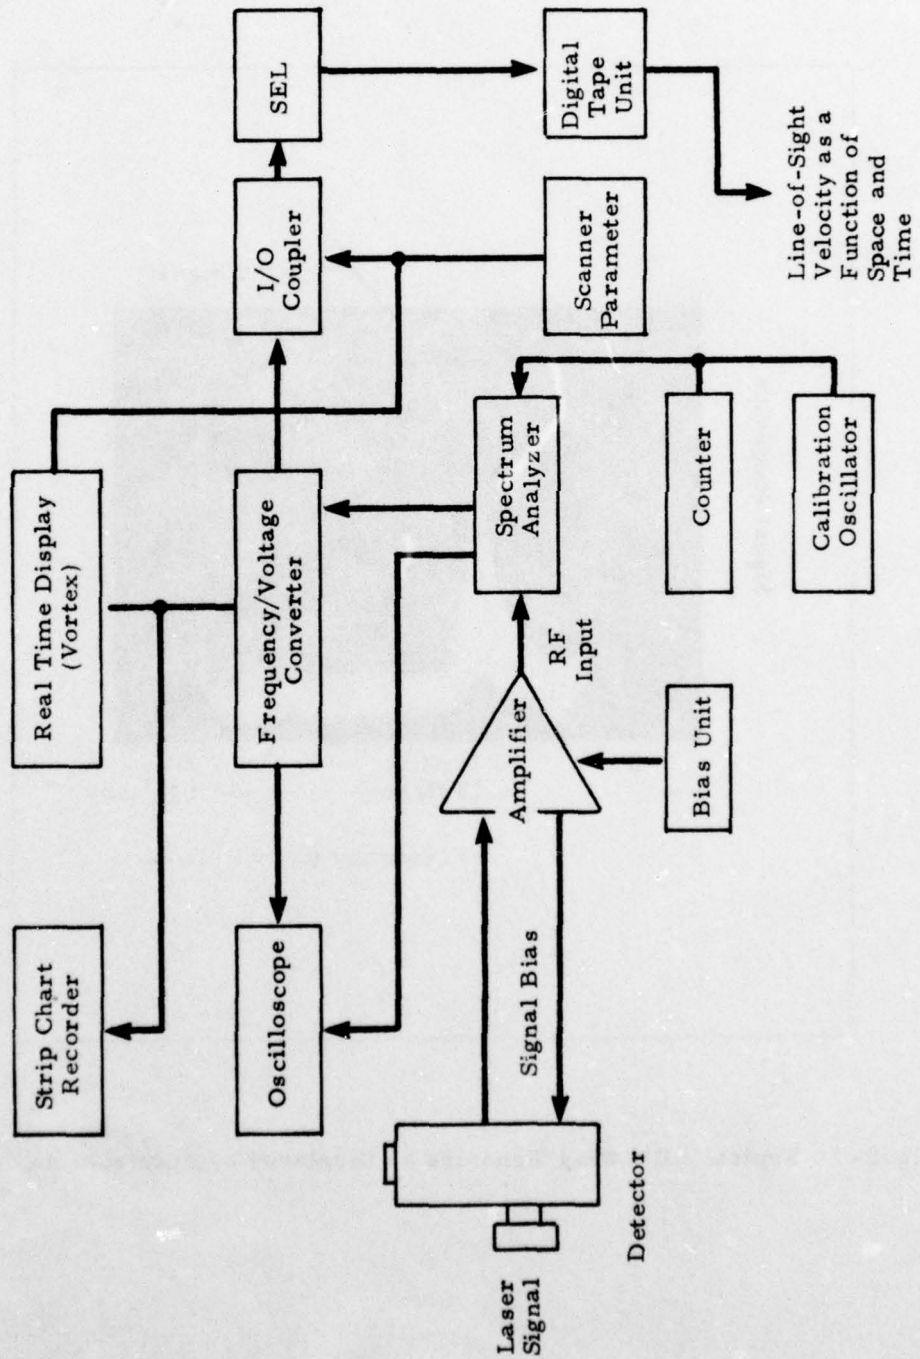 Strip Chart
Recorder
Real Time Display
(Vortex)
Oscilloscope
Frequency/Voltage
Converter
I/O
Coupler
SEL
Laser
Signal
Detector
Signal Bias
Amplifier
RF
Input
Spectrum
Analyzer
Scanner
Parameter
Digital
Tape
Unit
Bias Unit
Counter
Calibration
Oscillator
Line-of-Sight
Velocity as a
Function of
Space and
Time